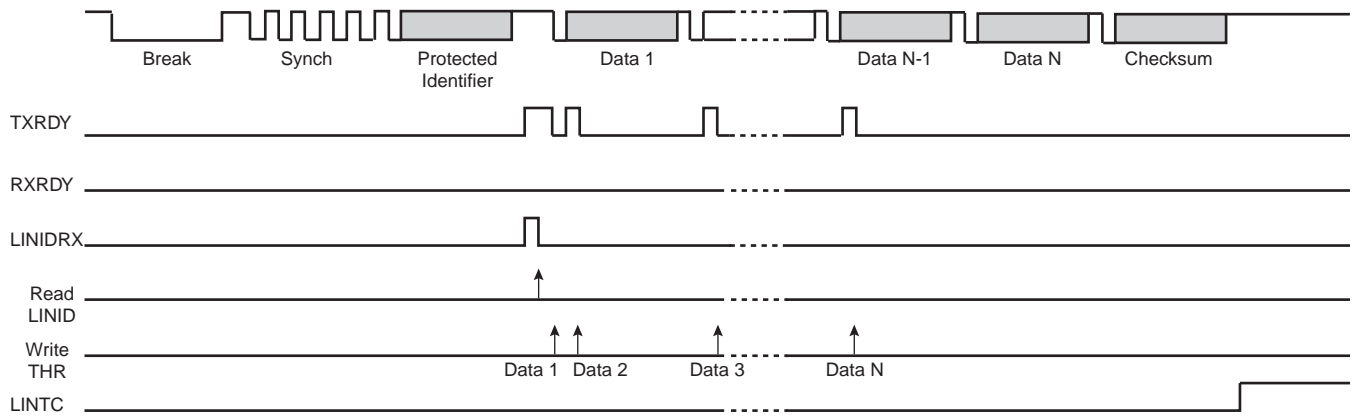 Break
Synch
Protected
Identifier
Data 1
Data N-1
Data N
Checksum
TXRDY
RXRDY
LINIDRX
Read
LINID
Write
THR
Data 1
Data 2
Data 3
Data N
LINTC